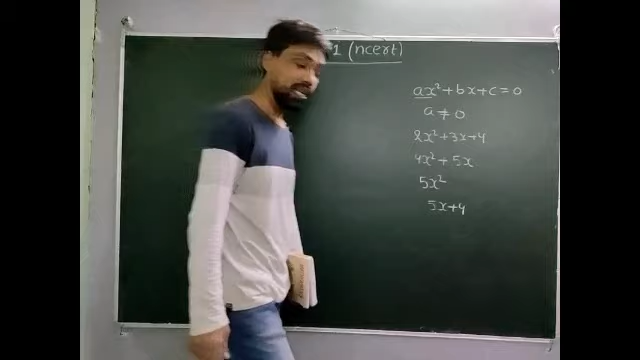 1 (ncert)
ax² + bx + c = 0
a ≠ 0
2x² + 3x + 4
4x² + 5x
5x²
5x + 4